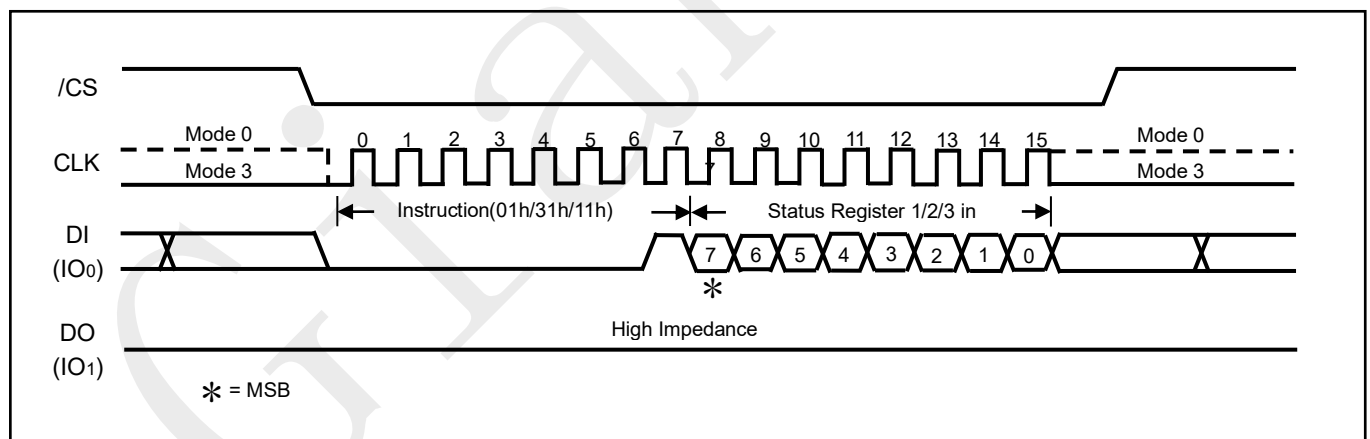 /CS
Mode 0 0 1 2 3 4 5 6 7 8 9 10 11 12 13 14 15 Mode 0
CLK 7
Mode 3 Mode 3
Instruction(01h/31h/11h) Status Register 1/2/3 in
DI
(IO0) 7 6 5 4 3 2 1 0
*
DO High Impedance
(IO1)
* = MSB